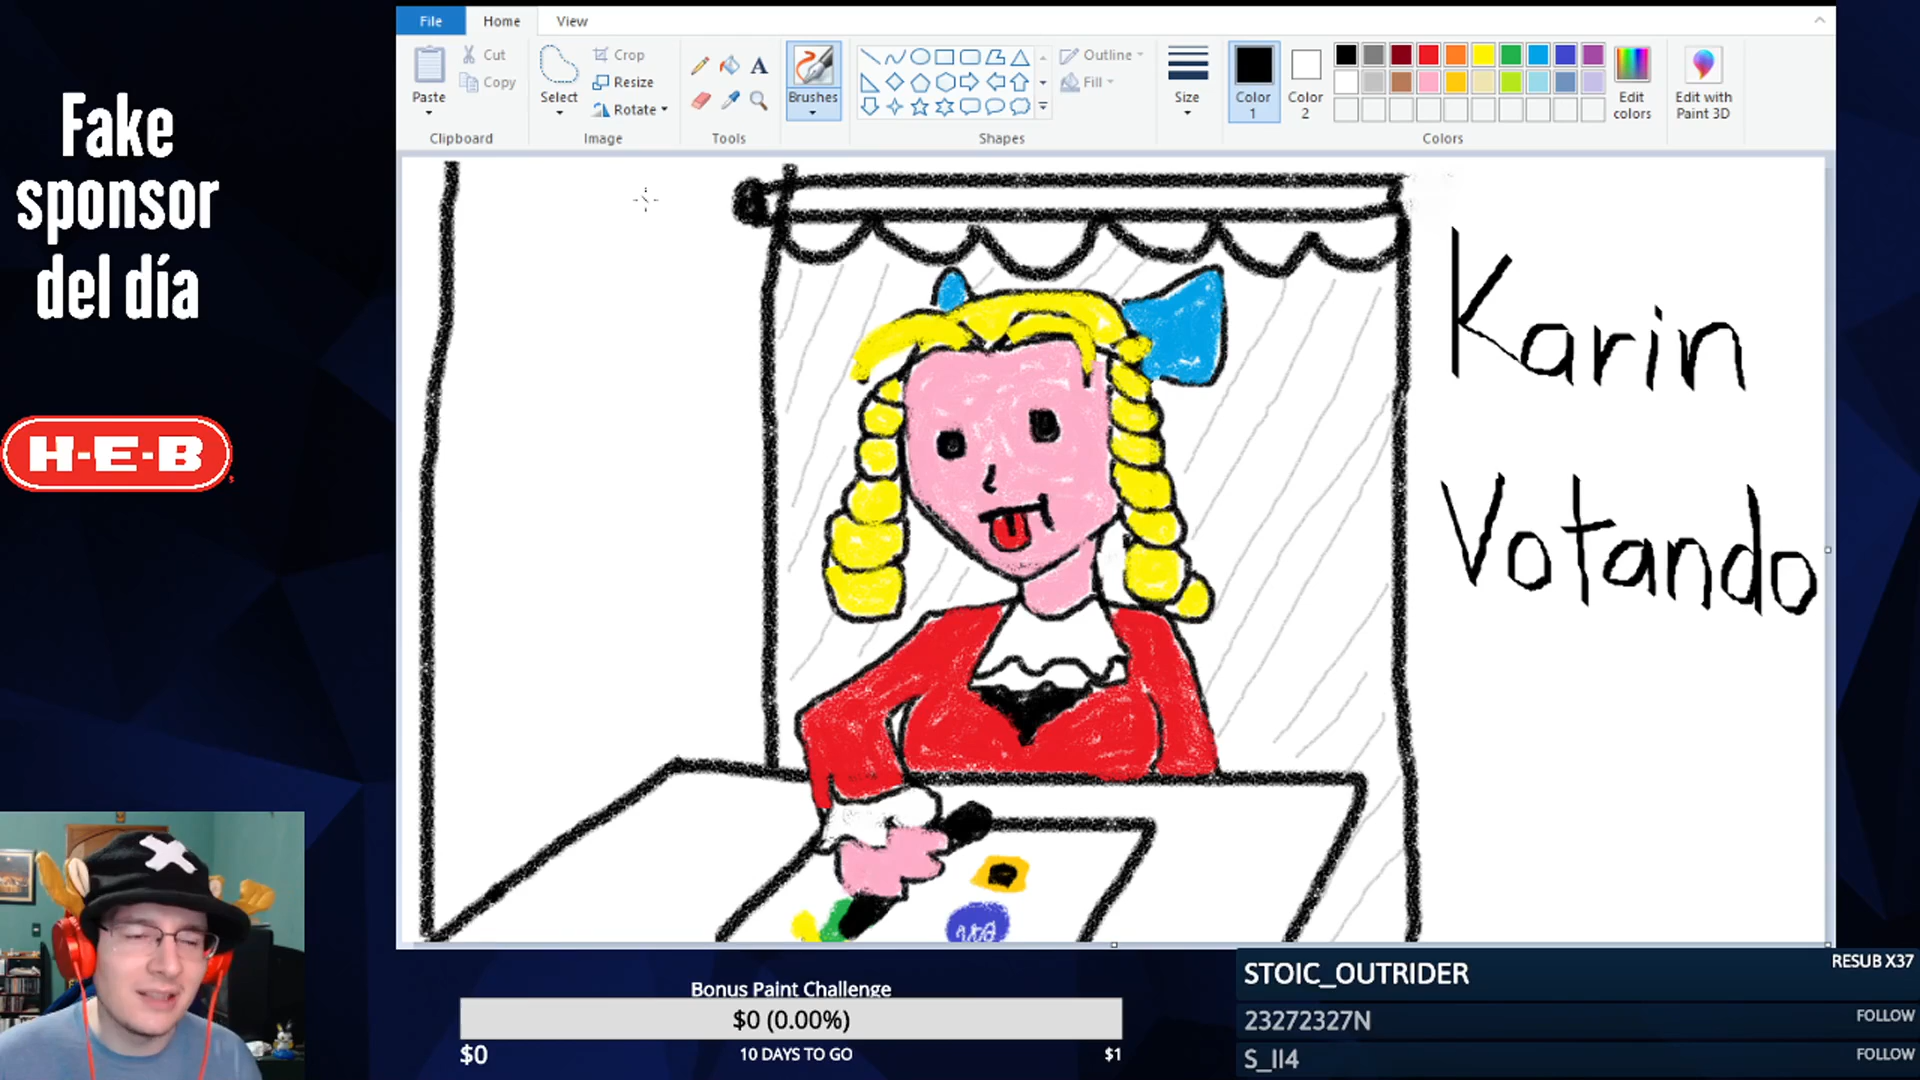 Fake
sponsor
del día
H-E-B
File
Home
View
Paste
Cut
Copy
Clipboard
Select
Crop
Resize
Rotate
Image
A
Tools
Brushes
Outline
Fill
Shapes
Size
Color
1
Color
2
Edit
colors
Colors
Edit with
Paint 3D
Karin
Votando
Bonus Paint Challenge
$0 (0.00%)
$0
10 DAYS TO GO
$1
STOIC_OUTRIDER
RESUB X37
23272327N
FOLLOW
S_II4
FOLLOW